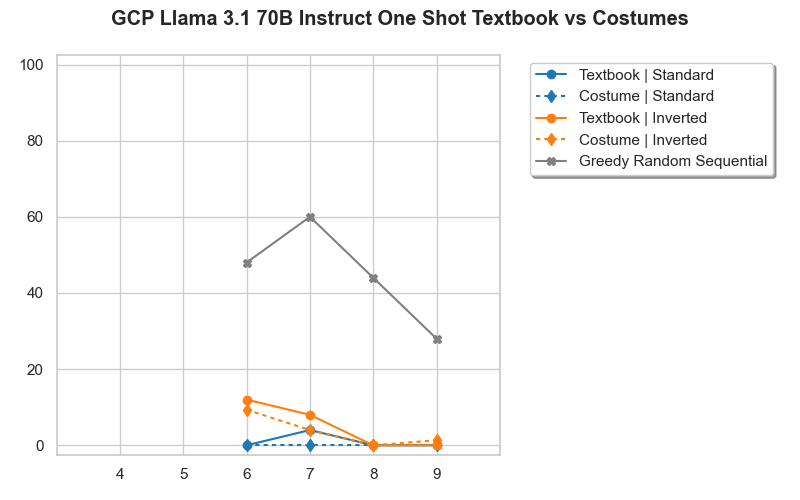 GCP Llama 3.1 70B Instruct One Shot Textbook vs Costumes
100
80
60
40
20
0
4 5 6 7 8 9
Textbook | Standard
Costume | Standard
Textbook | Inverted
Costume | Inverted
Greedy Random Sequential